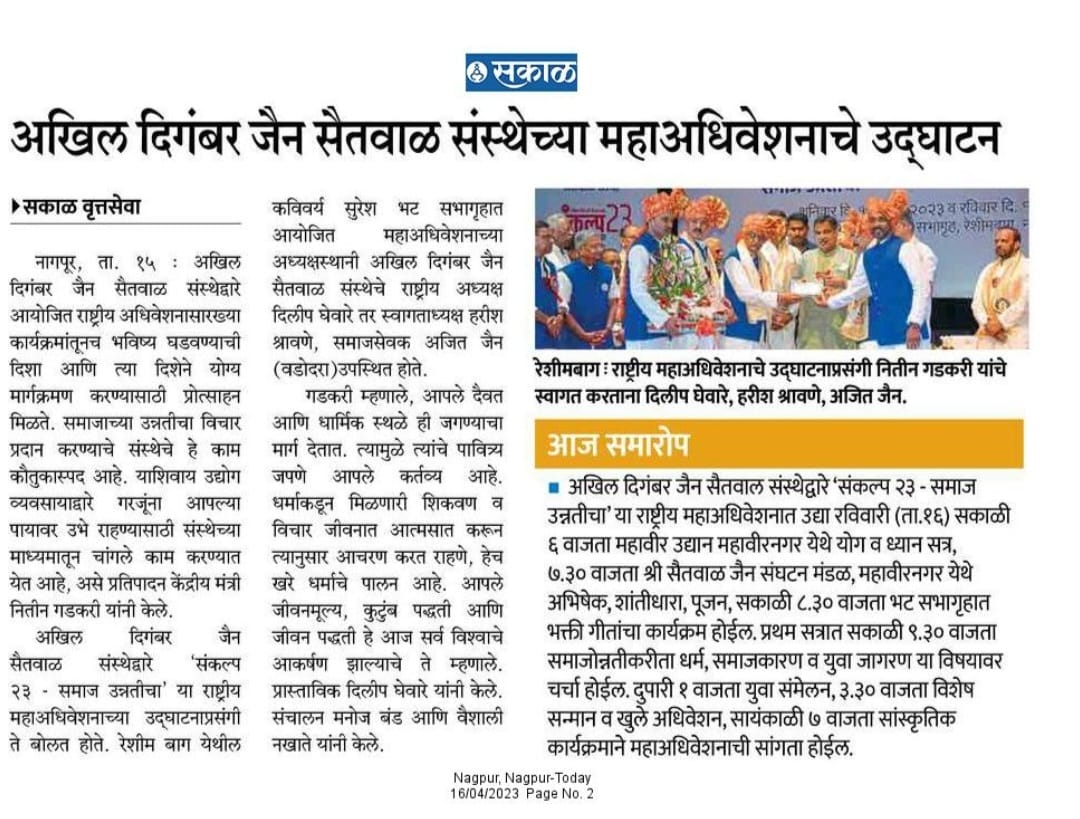 सकाळ
अखिल दिगंबर जैन सैतवाळ संस्थेच्या महाअधिवेशनाचे उद्‌घाटन
सकाळ वृत्तसेवा
नागपूर, ता. १५ : अखिल
दिगंबर जैन सैतवाळ संस्थेद्वारे
आयोजित राष्ट्रीय अधिवेशनासारख्या
कार्यक्रमांतूनच भविष्य घडवण्याची
दिशा आणि त्या दिशेने योग्य
मार्गक्रमण करण्यासाठी प्रोत्साहन
मिळते. समाजाच्या उन्नतीचा विचार
प्रदान करण्याचे संस्थेचे हे काम
कौतुकास्पद आहे. याशिवाय उद्योग
व्यवसायाद्वारे गरजूंना आपल्या
पायावर उभे राहण्यासाठी संस्थेच्या
माध्यमातून चांगले काम करण्यात
येत आहे, असे प्रतिपादन केंद्रीय मंत्री
नितीन गडकरी यांनी केले.
अखिल दिगंबर जैन
सैतवाळ संस्थेद्वारे ‘संकल्प
२३ - समाज उन्नतीचा’ या राष्ट्रीय
महाअधिवेशनाच्या उद्‌घाटनाप्रसंगी
ते बोलत होते. रेशीम बाग येथील
कविवर्य सुरेश भट सभागृहात
आयोजित महाअधिवेशनाच्या
अध्यक्षस्थानी अखिल दिगंबर जैन
सैतवाळ संस्थेचे राष्ट्रीय अध्यक्ष
दिलीप घेवारे तर स्वागताध्यक्ष हरीश
श्रावणे, समाजसेवक अजित जैन
(वडोदरा)उपस्थित होते.
गडकरी म्हणाले, आपले दैवत
आणि धार्मिक स्थळे ही जगण्याचा
मार्ग देतात. त्यामुळे त्यांचे पावित्र्य
जपणे आपले कर्तव्य आहे.
धर्माकडून मिळणारी शिकवण व
विचार जीवनात आत्मसात करून
त्यानुसार आचरण करत राहणे, हेच
खरे धर्माचे पालन आहे. आपले
जीवनमूल्य, कुटुंब पद्धती आणि
जीवन पद्धती हे आज सर्व विश्वाचे
आकर्षण झाल्याचे ते म्हणाले.
प्रास्ताविक दिलीप घेवारे यांनी केले.
संचालन मनोज बंड आणि वैशाली
नखाते यांनी केले.
२०२३ व रविवार दि.
सभागृह, रेशीमबाग
रेशीमबाग : राष्ट्रीय महाअधिवेशनाचे उद्‌घाटनाप्रसंगी नितीन गडकरी यांचे
स्वागत करताना दिलीप घेवारे, हरीश श्रावणे, अजित जैन.
आज समारोप
■ अखिल दिगंबर जैन सैतवाल संस्थेद्वारे ‘संकल्प २३ - समाज
उन्नतीचा’ या राष्ट्रीय महाअधिवेशनात उद्या रविवारी (ता.१६) सकाळी
६ वाजता महावीर उद्यान महावीरनगर येथे योग व ध्यान सत्र,
७.३० वाजता श्री सैतवाळ जैन संघटन मंडळ, महावीरनगर येथे
अभिषेक, शांतीधारा, पूजन, सकाळी ८.३० वाजता भट सभागृहात
भक्ती गीतांचा कार्यक्रम होईल. प्रथम सत्रात सकाळी ९.३० वाजता
समाजोन्नतीकरीता धर्म, समाजकारण व युवा जागरण या विषयावर
चर्चा होईल. दुपारी १ वाजता युवा संमेलन, ३.३० वाजता विशेष
सन्मान व खुले अधिवेशन, सायंकाळी ७ वाजता सांस्कृतिक
कार्यक्रमाने महाअधिवेशनाची सांगता होईल.
Nagpur, Nagpur-Today
16/04/2023 Page No. 2